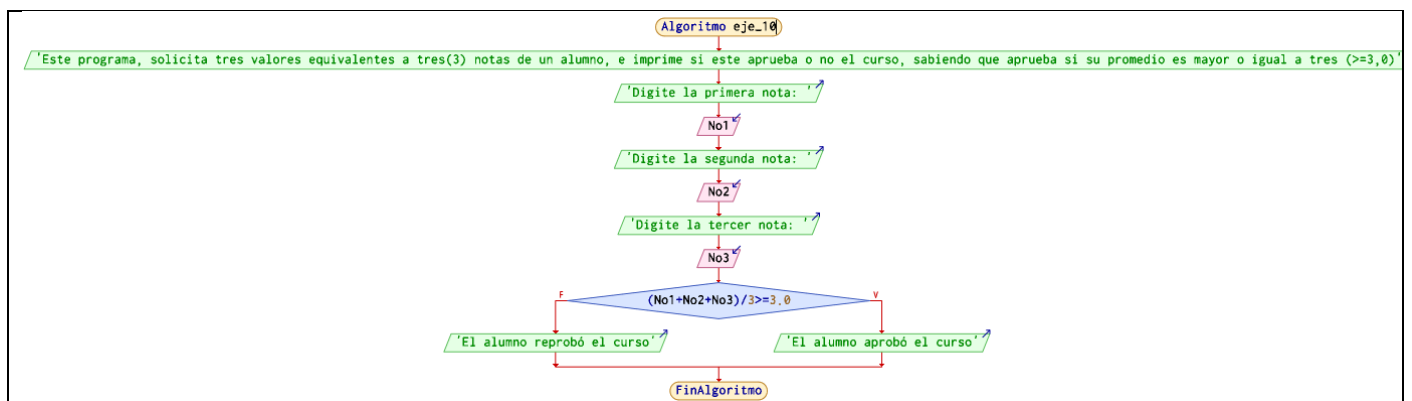 Algoritmo eje_10
'Este programa, solicita tres valores equivalentes a tres(3) notas de un alumno, e imprime si este aprueba o no el curso, sabiendo que aprueba sí su promedio es mayor o igual a tres (>=3,0)'
'Digite la primera nota: '
No1
'Digite la segunda nota: '
No2
'Digite la tercer nota: '
No3
F (No1+No2+No3)/3>=3.0 V
'El alumno reprobó el curso' 'El alumno aprobó el curso'
FinAlgoritmo